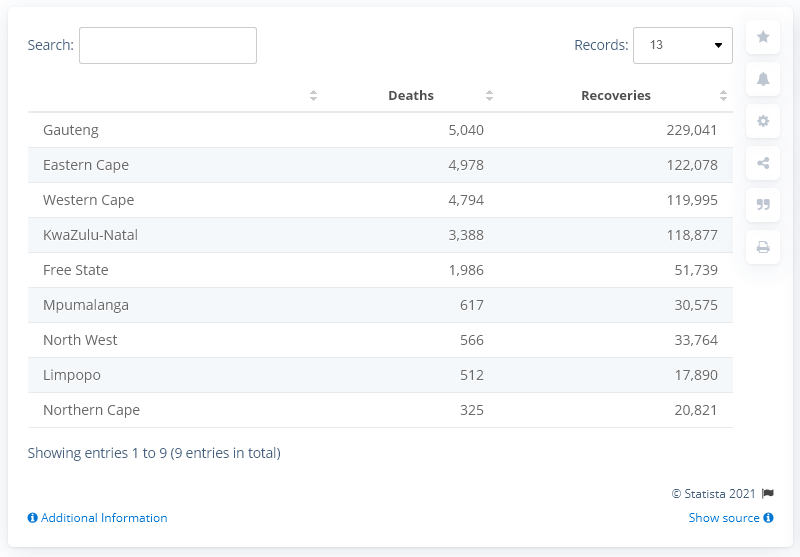 Search:
Records: 13
Deaths Recoveries
Gauteng 5,040 229,041
Eastern Cape 4,978 122,078
Western Cape 4,794 119,995
KwaZulu-Natal 3,388 118,877
Free State 1,986 51,739
Mpumalanga 617 30,575
North West 566 33,764
Limpopo 512 17,890
Northern Cape 325 20,821
Showing entries 1 to 9 (9 entries in total)
© Statista 2021
Additional Information
Show source